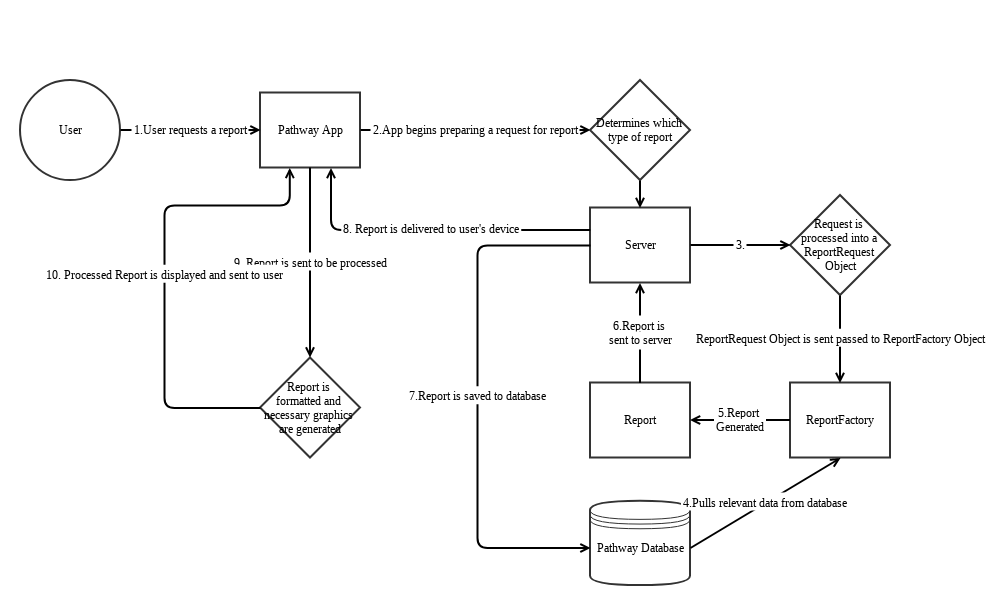 User
1.User requests a report
Pathway App
2.App begins preparing a request for report
Determines which
type of report
8. Report is delivered to user's device
Server
3.
Request is
processed into a
ReportRequest
Object
9. Report is sent to be processed
10. Processed Report is displayed and sent to user
6.Report is
sent to server
ReportRequest Object is sent passed to ReportFactory Object
Report is
formatted and
necessary graphics
are generated
7.Report is saved to database
Report
5.Report
Generated
ReportFactory
4.Pulls relevant data from database
Pathway Database